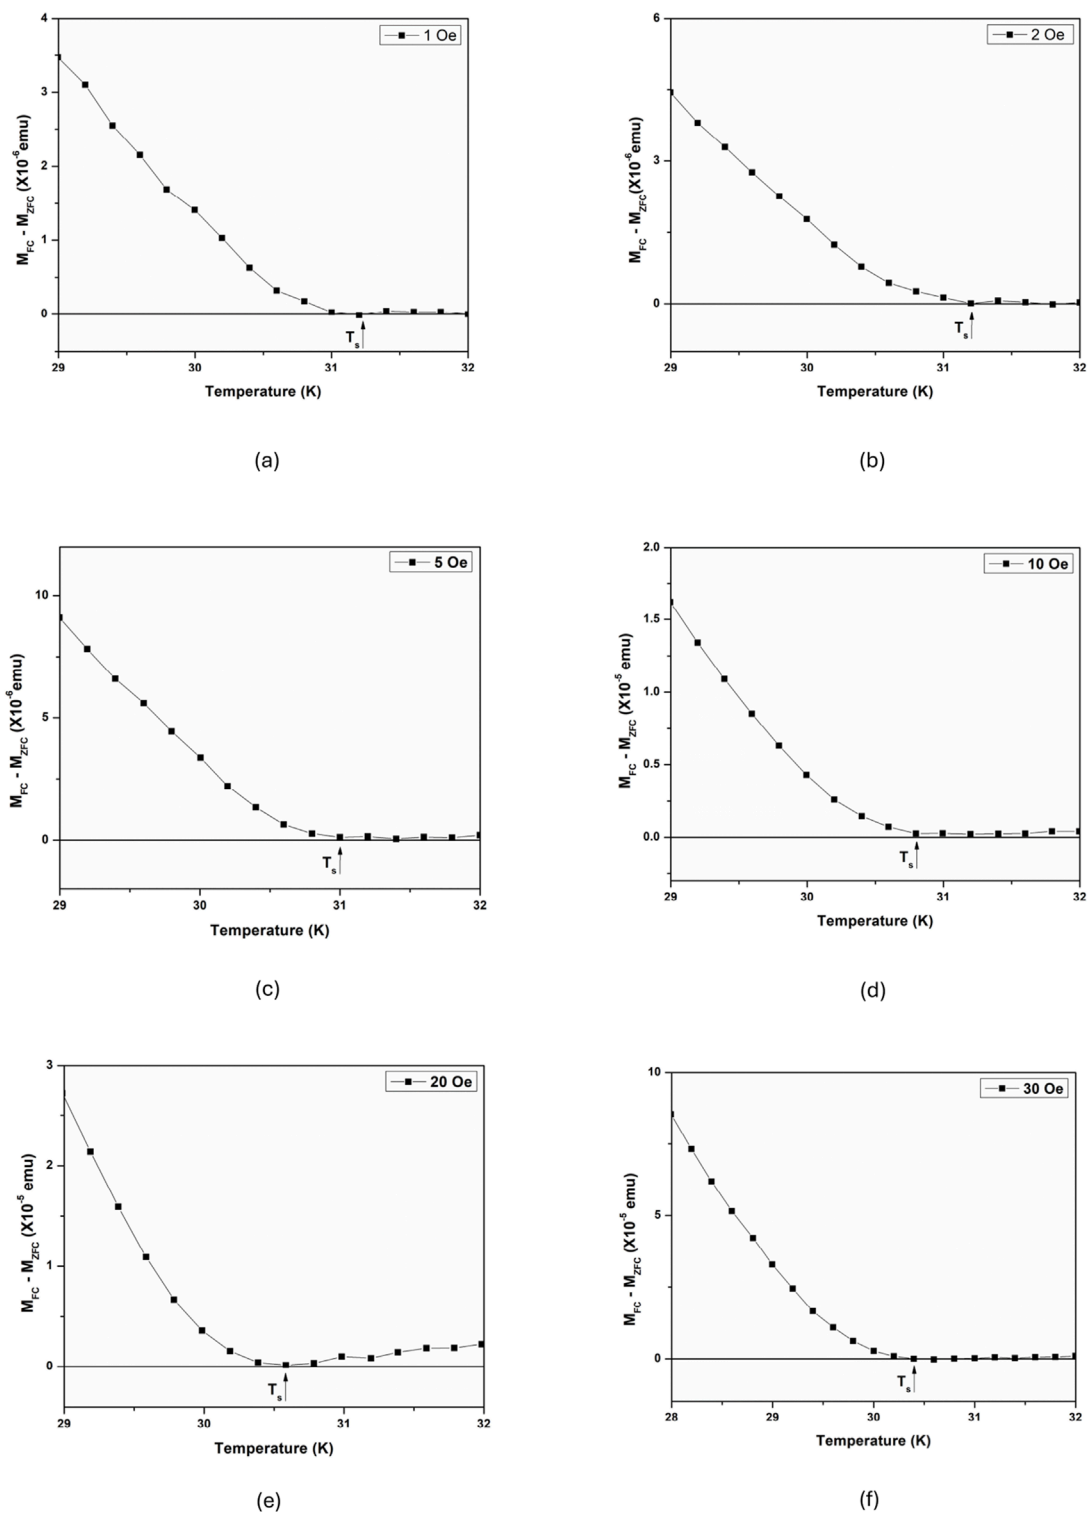 4
3
2
1
0
M_FC - M_ZFC (X10^-6 emu)
1 Oe
T_s
29 30 31 32
Temperature (K)
(a)
6
3
0
M_FC - M_ZFC(X10^-6emu)
2 Oe
T_s
29 30 31 32
Temperature (K)
(b)
10
5
0
M_FC - M_ZFC (X10^-6emu)
5 Oe
T_s
29 30 31 32
Temperature (K)
(c)
2.0
1.5
1.0
0.5
0.0
M_FC - M_ZFC (X10^-5 emu)
10 Oe
T_s
29 30 31 32
Temperature (K)
(d)
3
2
1
0
M_FC - M_ZFC (X10^-5 emu)
20 Oe
T_s
29 30 31 32
Temperature (K)
(e)
10
5
0
M_FC - M_ZFC (X10^-5 emu)
30 Oe
T_s
28 29 30 31 32
Temperature (K)
(f)